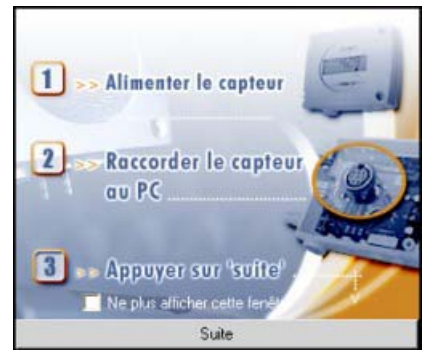 1 >> Alimenter le capteur
2 >> Raccorder le capteur
au PC
3 >> Appuyer sur 'suite'
Ne plus afficher cette fenêt
Suite